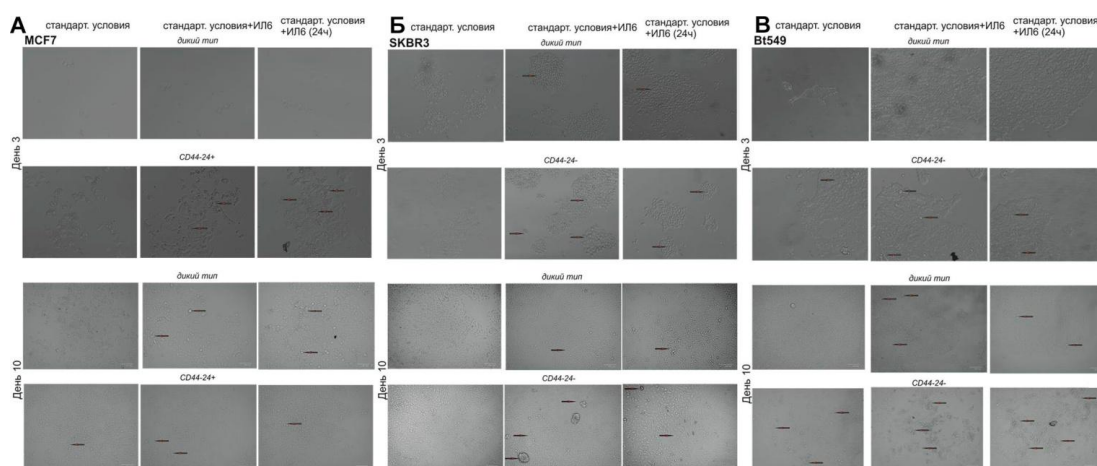 А
стандарт. условия
стандарт. условия+ИЛ6
стандарт. условия
+ИЛ6 (24ч)
MCF7
дикий тип
День 3
CD44-24+
дикий тип
День 10
CD44-24+
Б
стандарт. условия
стандарт. условия+ИЛ6
стандарт. условия
+ИЛ6 (24ч)
SKBR3
дикий тип
День 3
CD44-24-
дикий тип
День 10
CD44-24-
В
стандарт. условия
стандарт. условия+ИЛ6
стандарт. условия
+ИЛ6 (24ч)
Bt549
дикий тип
День 3
CD44-24-
дикий тип
День 10
CD44-24-